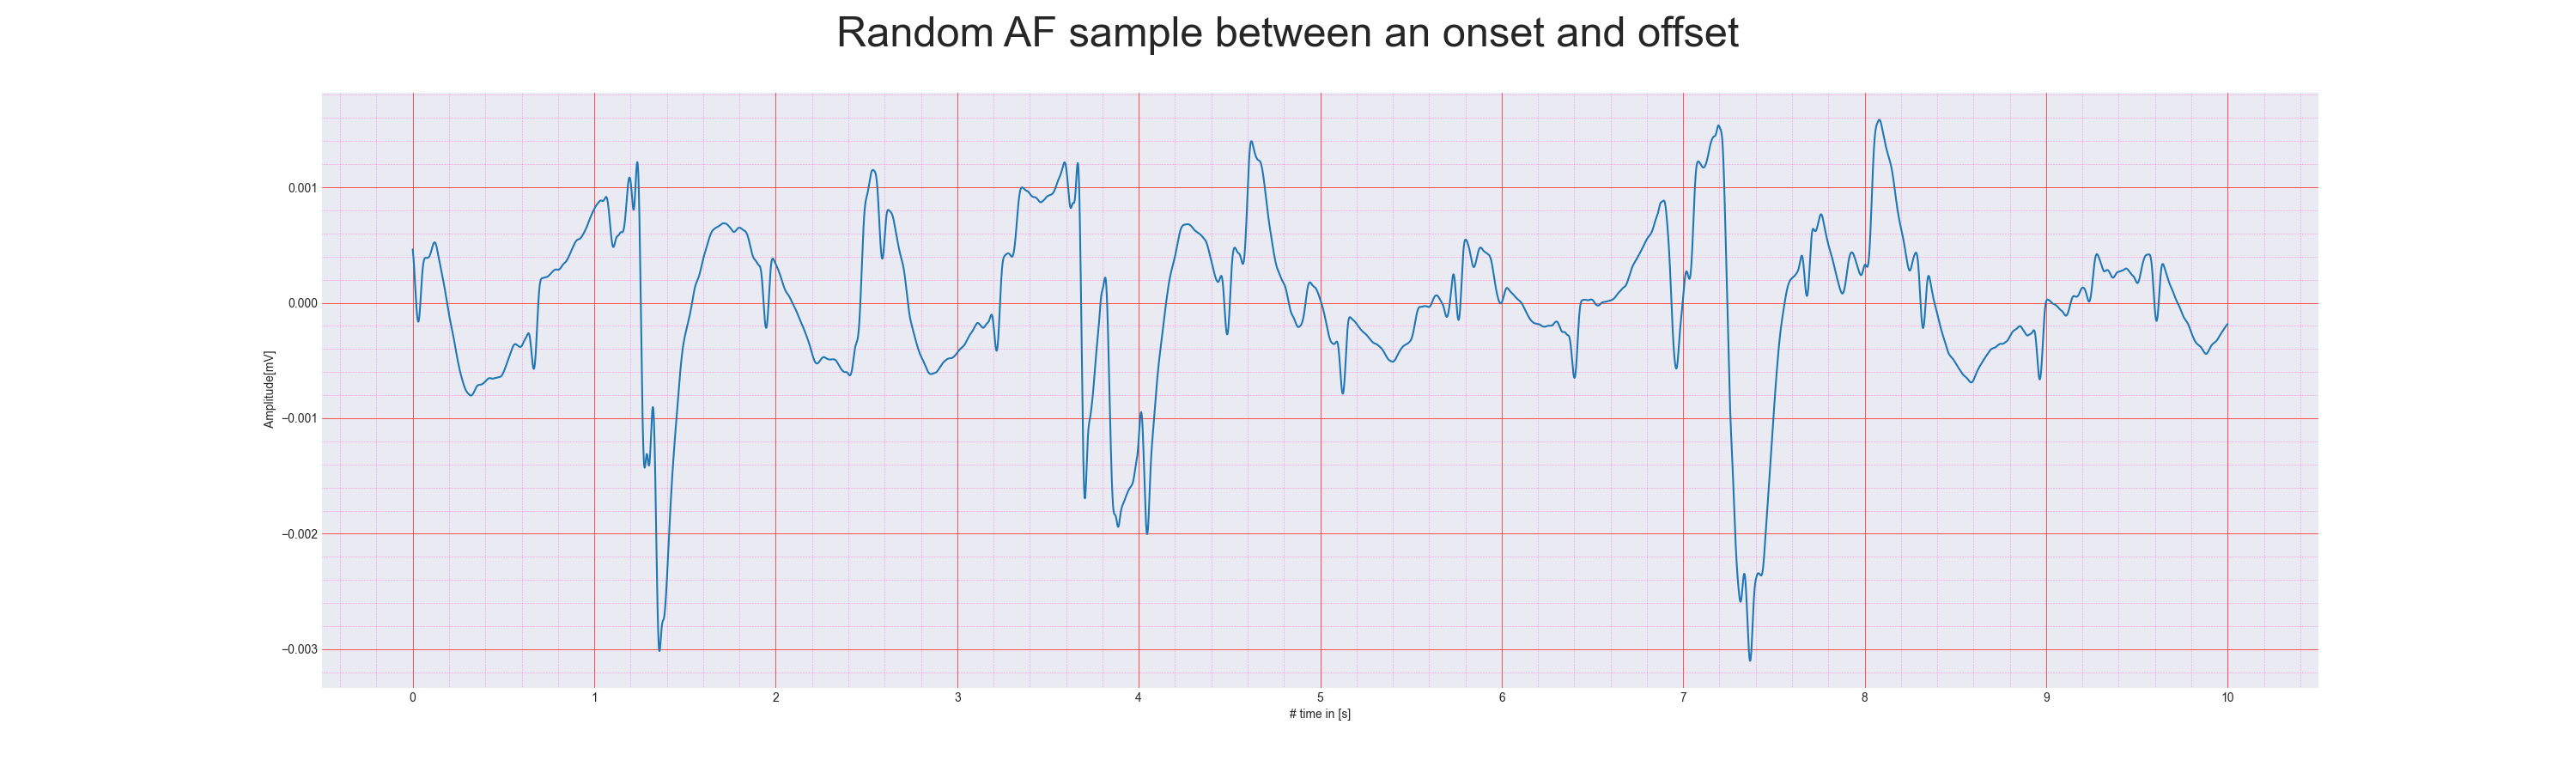 Random AF sample between an onset and offset
0.001
0.000
−0.001
−0.002
−0.003
Amplitude[mV]
0 1 2 3 4 5 6 7 8 9 10
# time in [s]